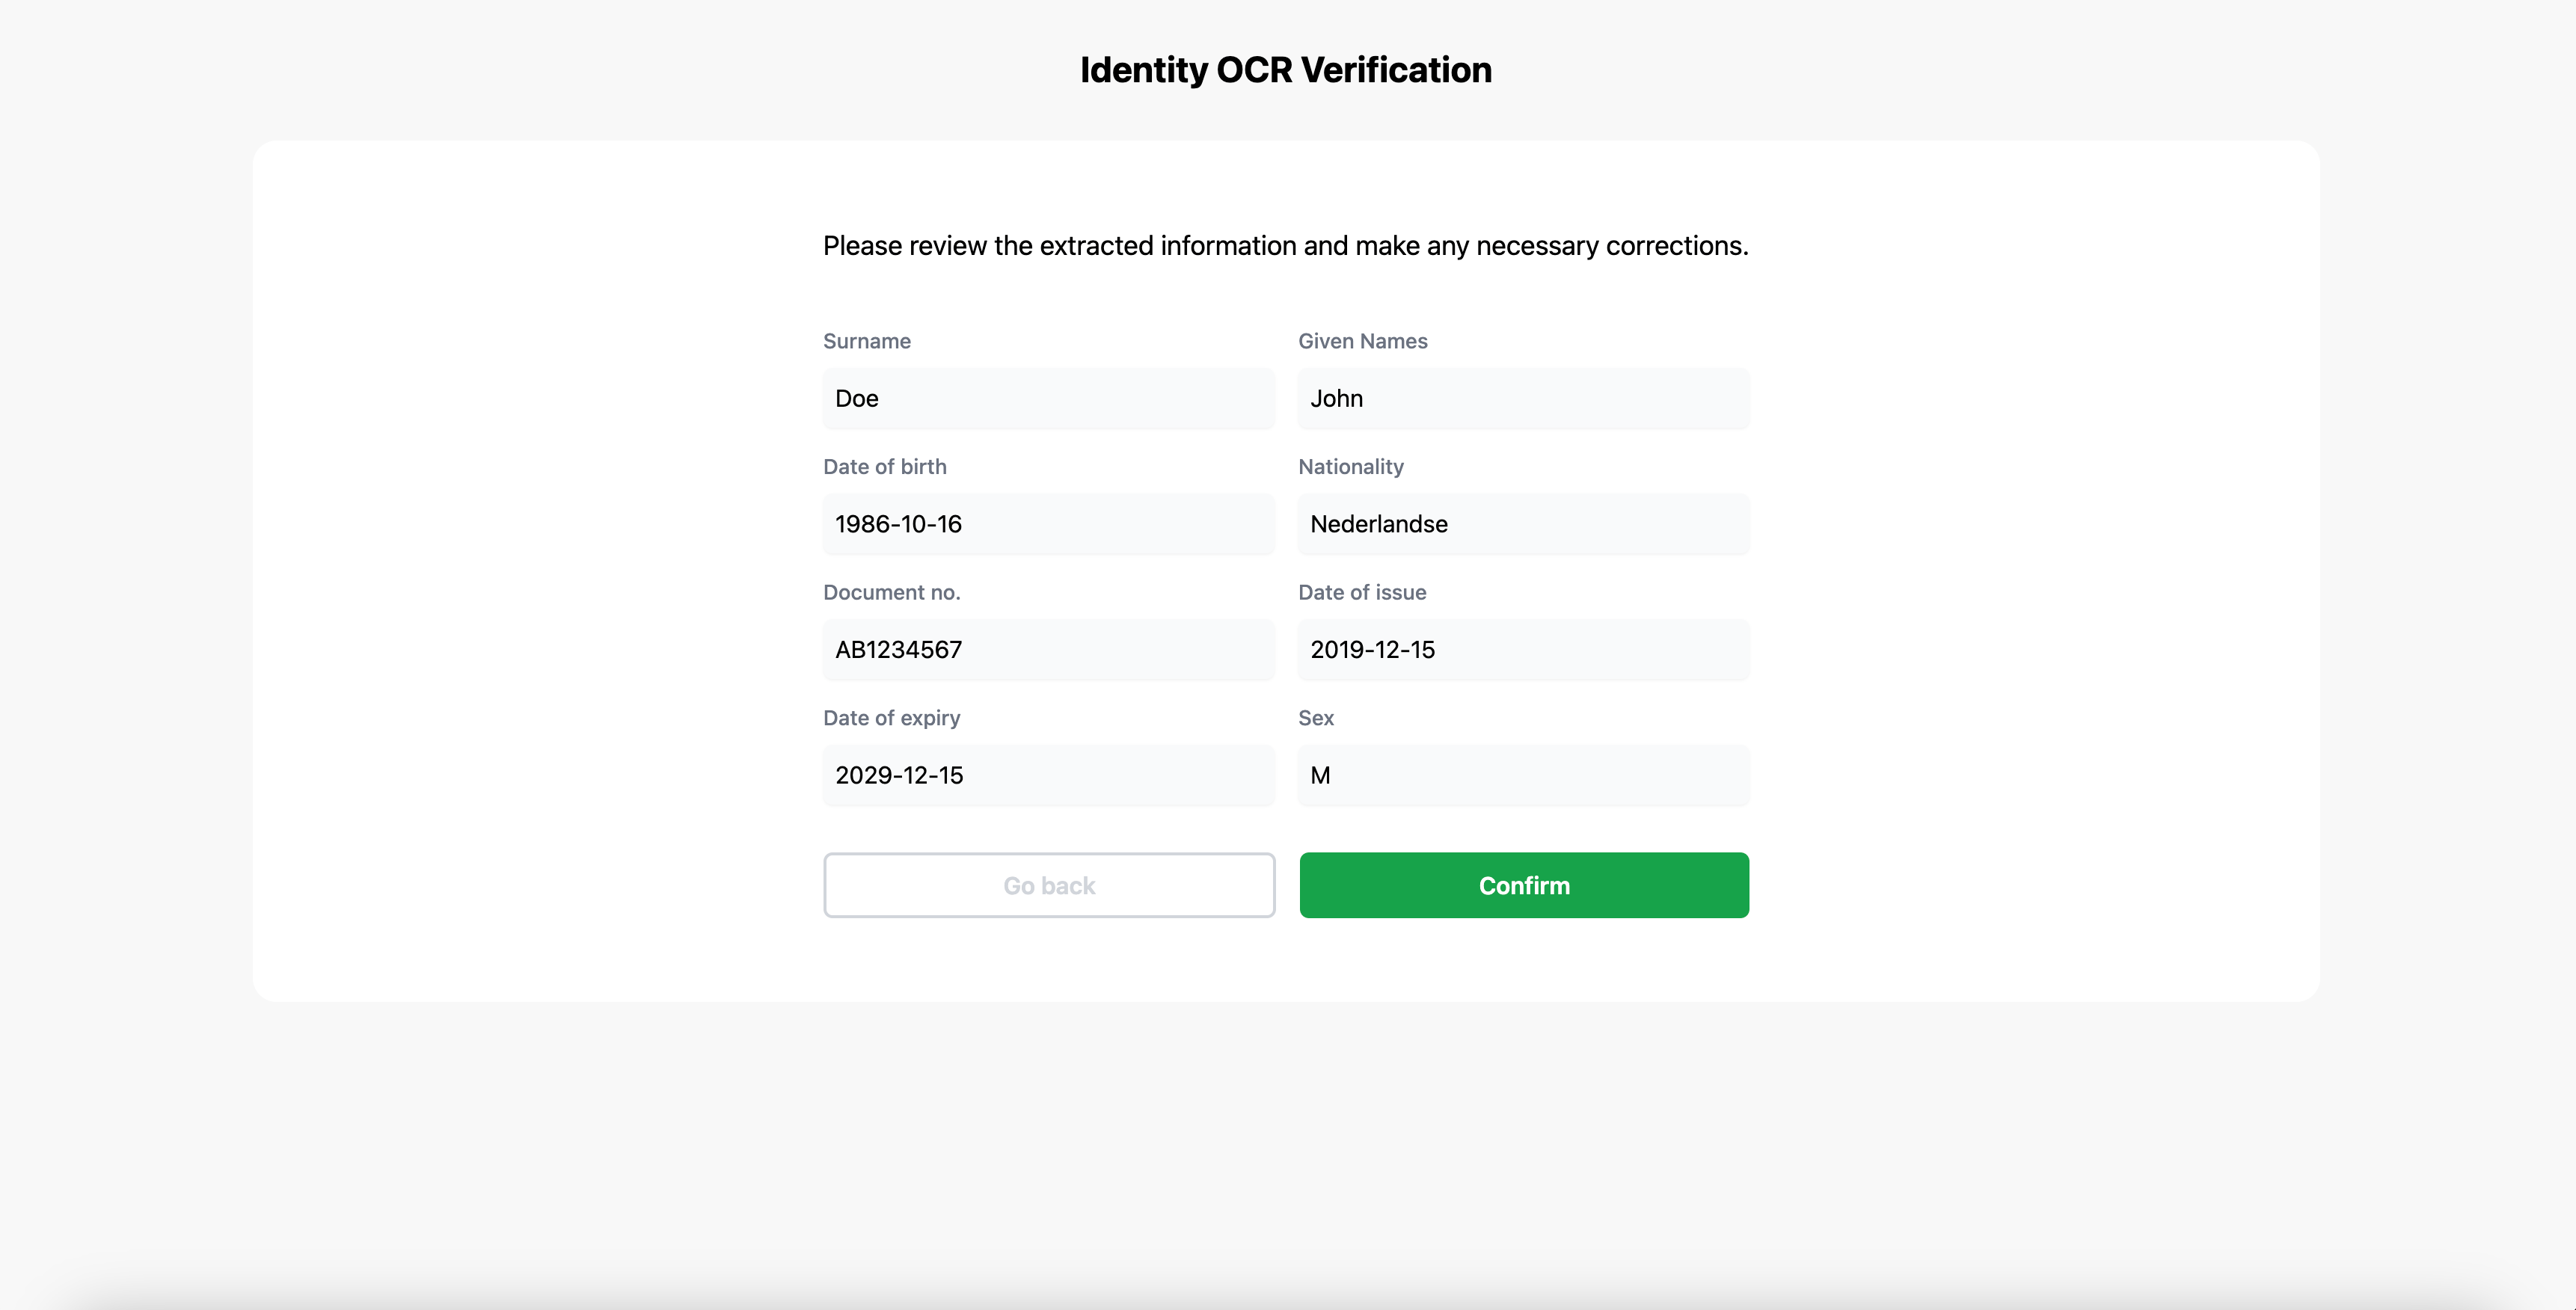 Identity OCR Verification
Please review the extracted information and make any necessary corrections.
Surname
Given Names
Doe
John
Date of birth
Nationality
1986-10-16
Nederlandse
Document no.
Date of issue
AB1234567
2019-12-15
Date of expiry
Sex
2029-12-15
M
Go back
Confirm